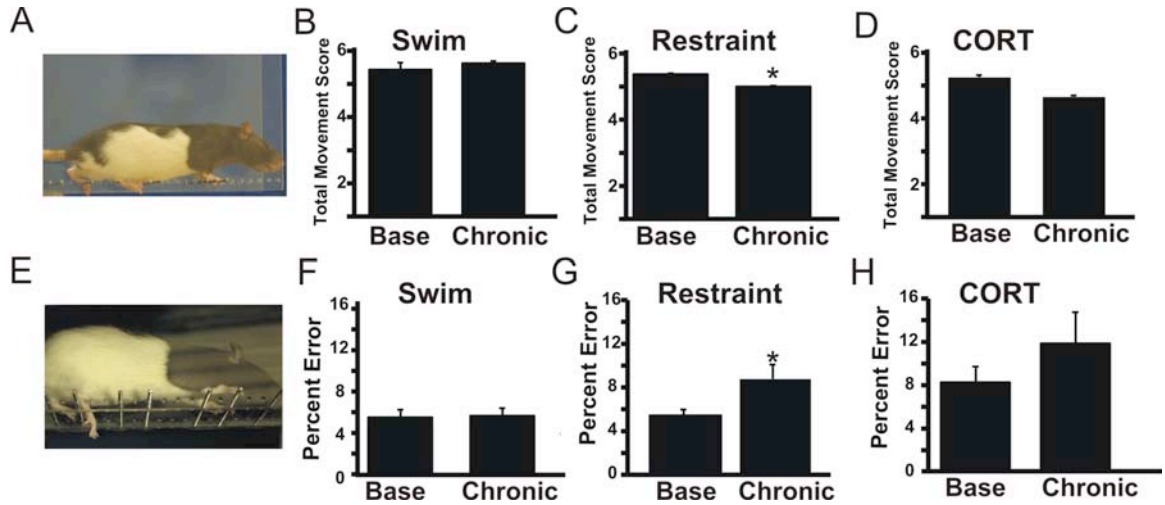 A
B
Swim
Total Movement Score
6
4
2
Base Chronic
C
Restraint
Total Movement Score
6
4
2
*
Base Chronic
D
CORT
Total Movement Score
6
4
2
Base Chronic
E
F
Swim
Percent Error
16
12
8
4
0
Base Chronic
G
Restraint
Percent Error
16
12
8
4
0
*
Base Chronic
H
CORT
Percent Error
16
12
8
4
0
Base Chronic